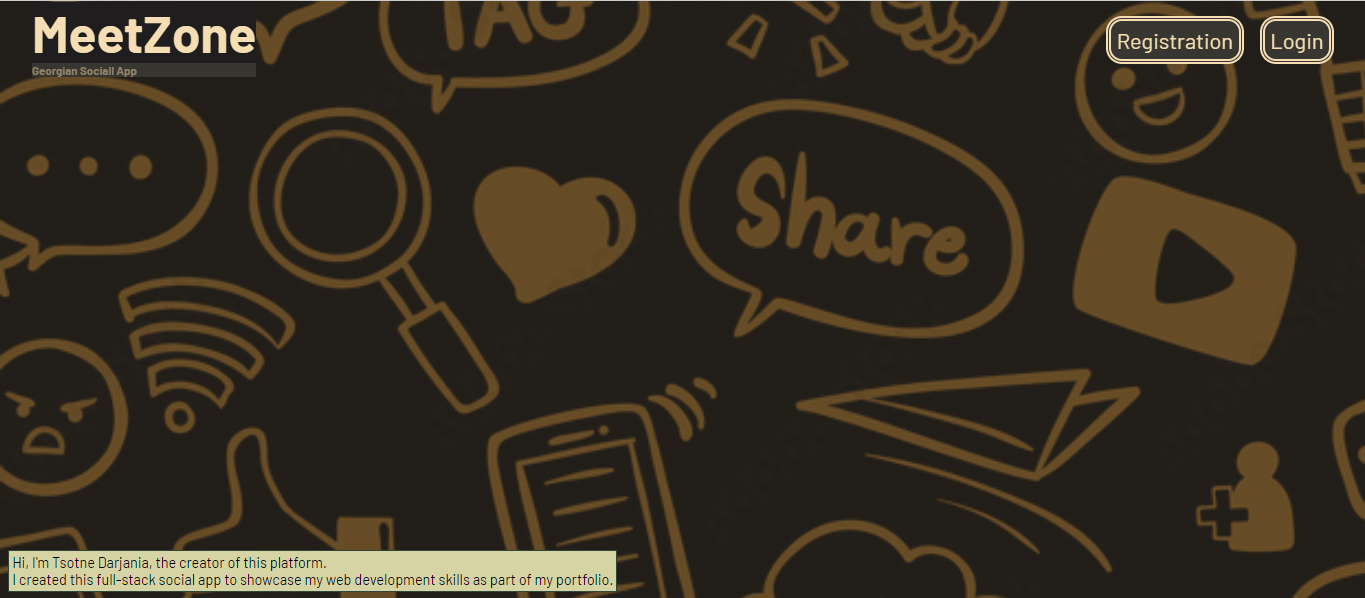 MeetZone
Georgian Sociall App
Registration
Login
TAG
Share
Hi, I'm Tsotne Darjania, the creator of this platform.
I created this full-stack social app to showcase my web development skills as part of my portfolio.